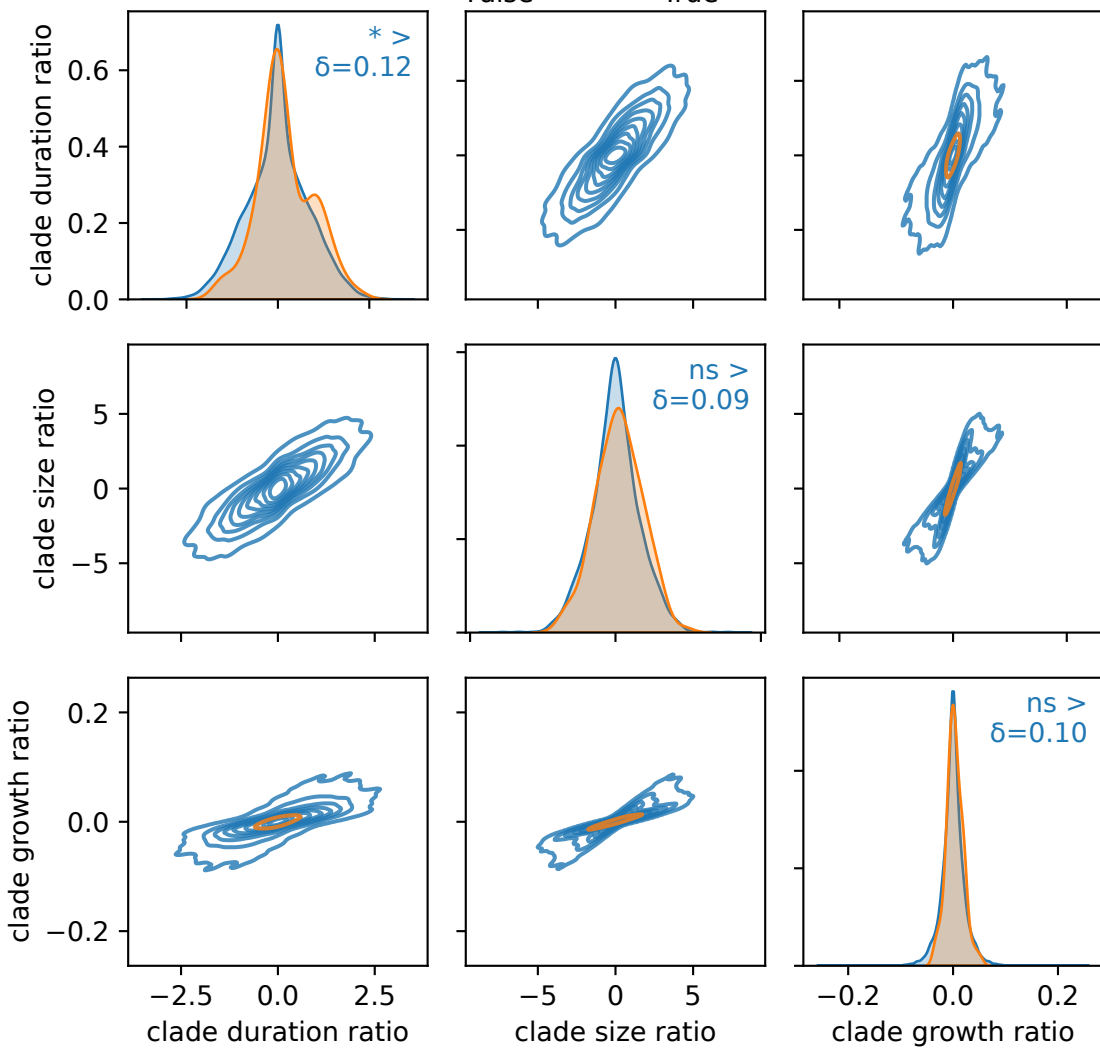 True
clade duration ratio
0.6
0.4
0.2
0.0
* >
δ=0.12
clade size ratio
5
0
−5
ns >
δ=0.09
clade growth ratio
0.2
0.0
−0.2
ns >
δ=0.10
−2.5 0.0 2.5
−5 0 5
−0.2 0.0 0.2
clade duration ratio
clade size ratio
clade growth ratio